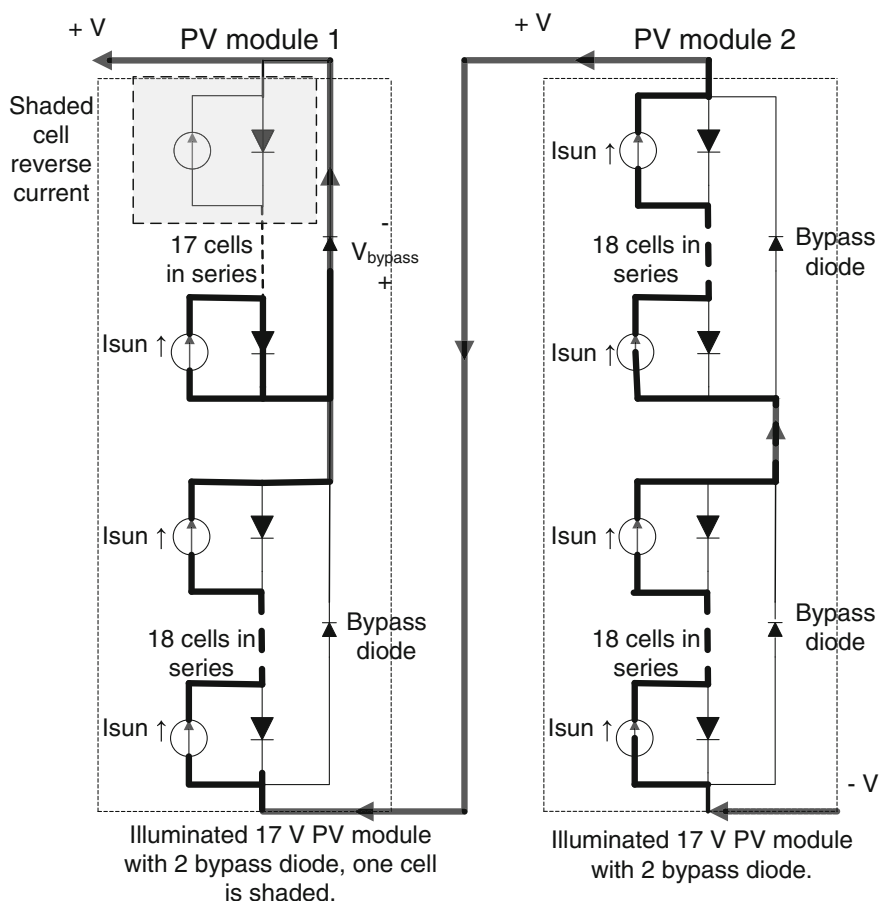 + V
PV module 1
+ V
PV module 2
Shaded
cell
reverse
current
Isun ↑
-
V bypass
+
17 cells
in series
18 cells in
series
Bypass
diode
Isun ↑
Isun ↑
Isun ↑
Isun ↑
18 cells in
series
Bypass
diode
18 cells in
series
Bypass
diode
Isun ↑
Isun ↑
- V
Illuminated 17 V PV module
with 2 bypass diode, one cell
is shaded.
Illuminated 17 V PV module
with 2 bypass diode.